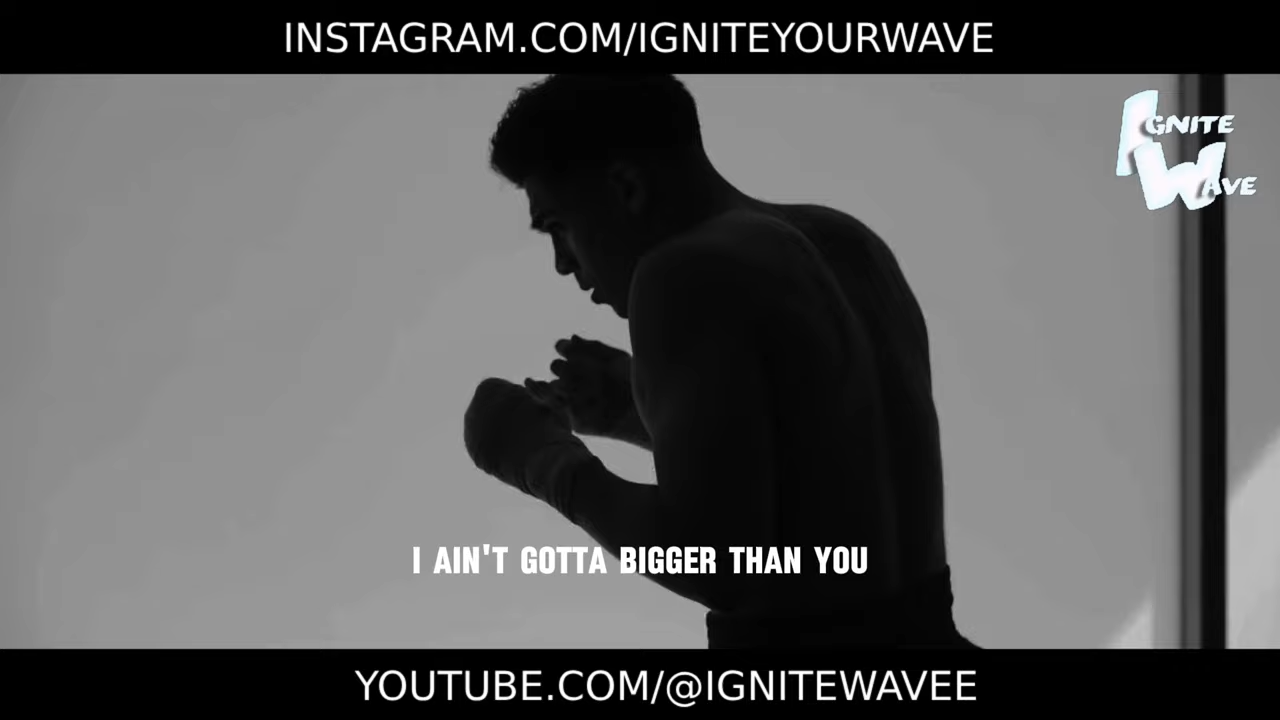 INSTAGRAM.COM/IGNITEYOURWAVE
IGNITE
WAVE
I AIN'T GOTTA BIGGER THAN YOU
YOUTUBE.COM/@IGNITEWAVEE